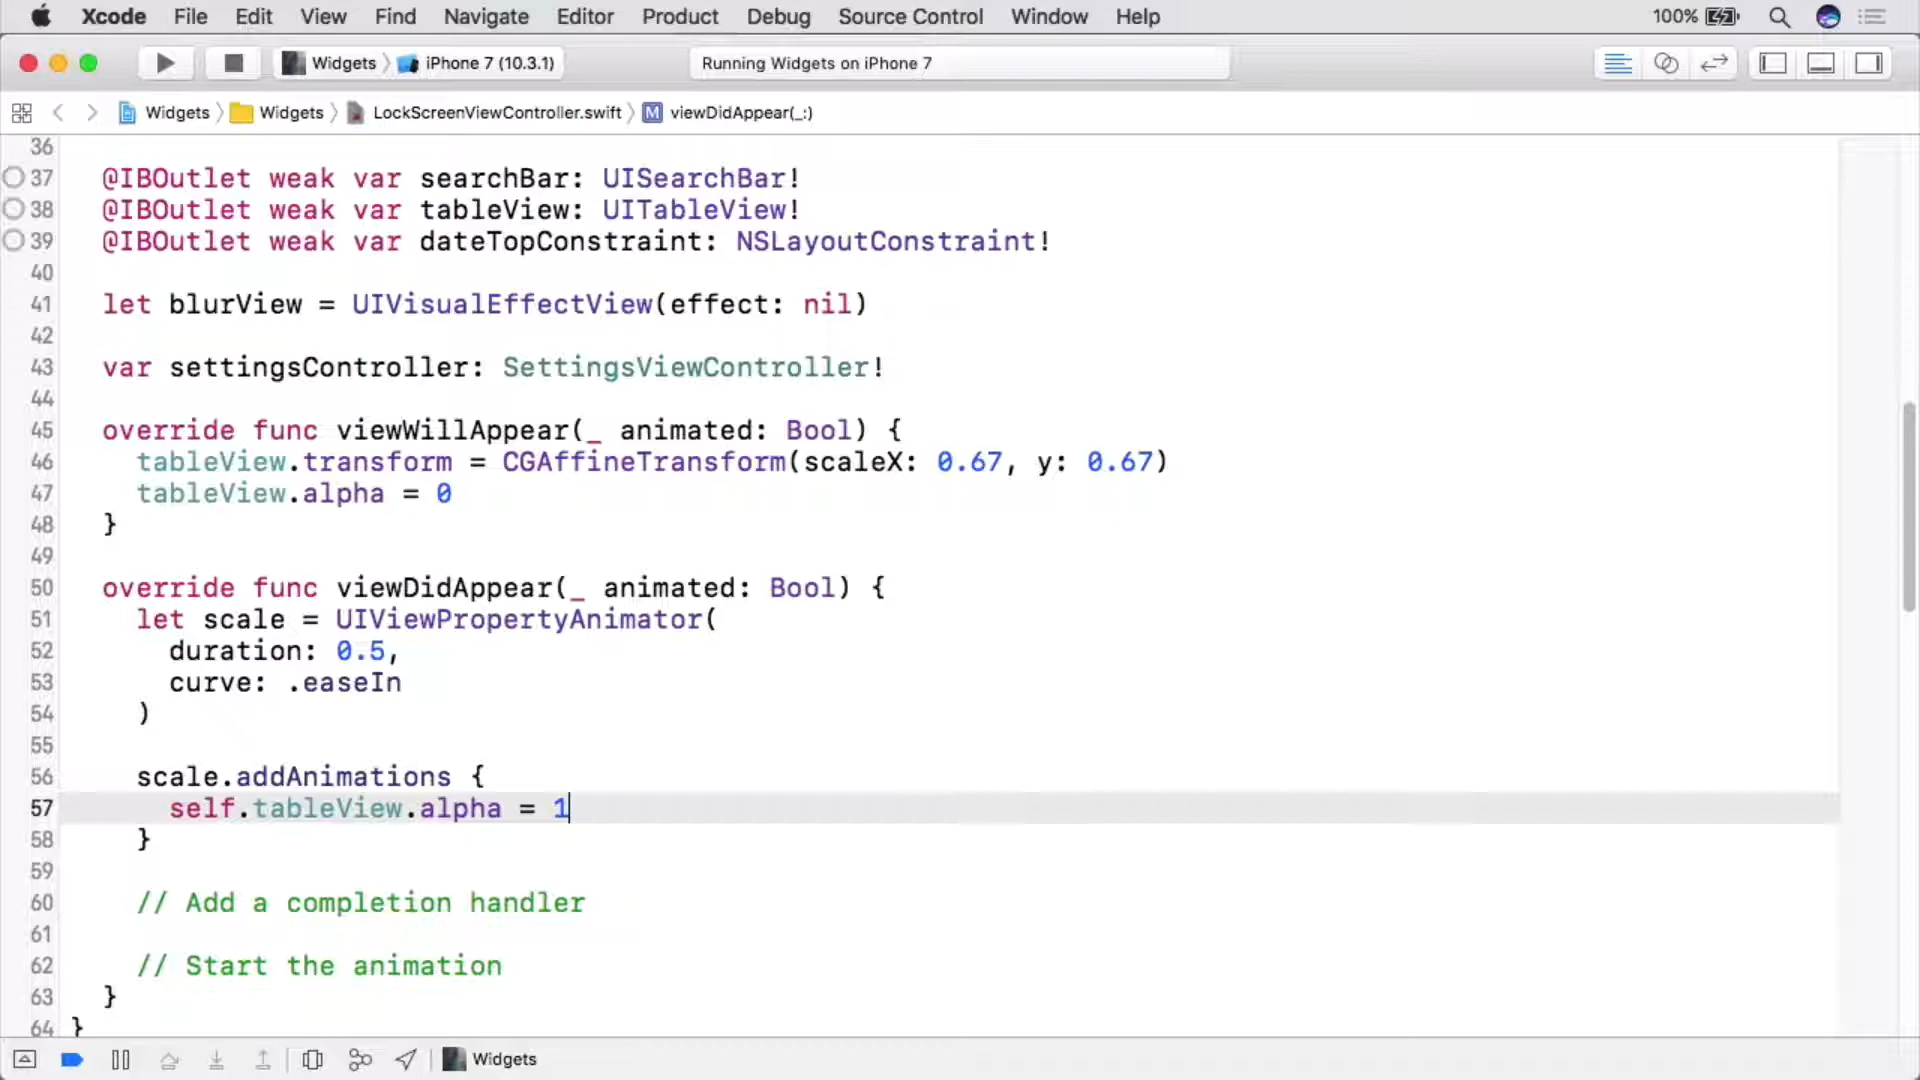 Xcode File Edit View Find Navigate Editor Product Debug Source Control Window Help 100%
Widgets iPhone 7 (10.3.1) Running Widgets on iPhone 7
Widgets Widgets LockScreenViewController.swift M viewDidAppear(_:)
36
37 @IBOutlet weak var searchBar: UISearchBar!
38 @IBOutlet weak var tableView: UITableView!
39 @IBOutlet weak var dateTopConstraint: NSLayoutConstraint!
40
41 let blurView = UIVisualEffectView(effect: nil)
42
43 var settingsController: SettingsViewController!
44
45 override func viewWillAppear(_ animated: Bool) {
46 tableView.transform = CGAffineTransform(scaleX: 0.67, y: 0.67)
47 tableView.alpha = 0
48 }
49
50 override func viewDidAppear(_ animated: Bool) {
51 let scale = UIViewPropertyAnimator(
52 duration: 0.5,
53 curve: .easeIn
54 )
55
56 scale.addAnimations {
57 self.tableView.alpha = 1
58 }
59
60 // Add a completion handler
61
62 // Start the animation
63 }
64 }
Widgets